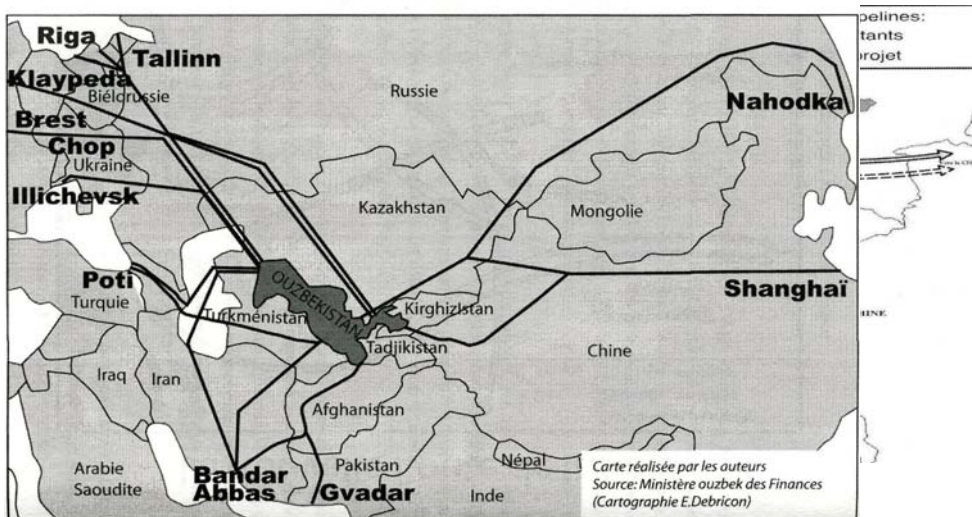 Riga
Tallinn
Klaypeda
Biélorussie
Russie
Nahodka
Brest
Chop
Ukraine
Illichevsk
Kazakhstan
Mongolie
Poti
OUZBEKISTAN
Shanghaï
Turquie
Turkménistan
Kirghizistan
Tadjikistan
Chine
Iraq
Iran
Afghanistan
Arabie
Saoudite
Bandar
Abbas
Pakistan
Gvadar
Népal
Inde
Carte réalisée par les auteurs
Source: Ministère ouzbek des Finances
(Cartographie E.Debricon)
pelines:
tants
projet
HINE